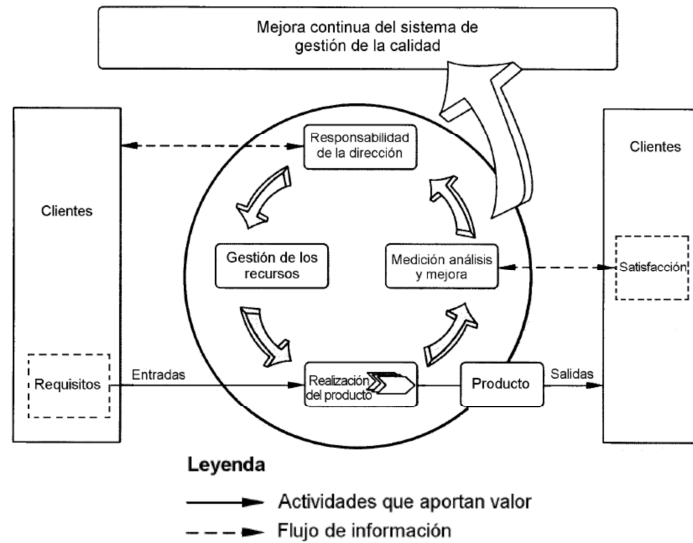 Mejora continua del sistema de
gestión de la calidad
Responsabilidad
de la dirección
Clientes
Clientes
Gestión de los
recursos
Medición análisis
y mejora
Satisfacción
Requisitos
Entradas
Realización
del producto
Producto
Salidas
Leyenda
Actividades que aportan valor
Flujo de información